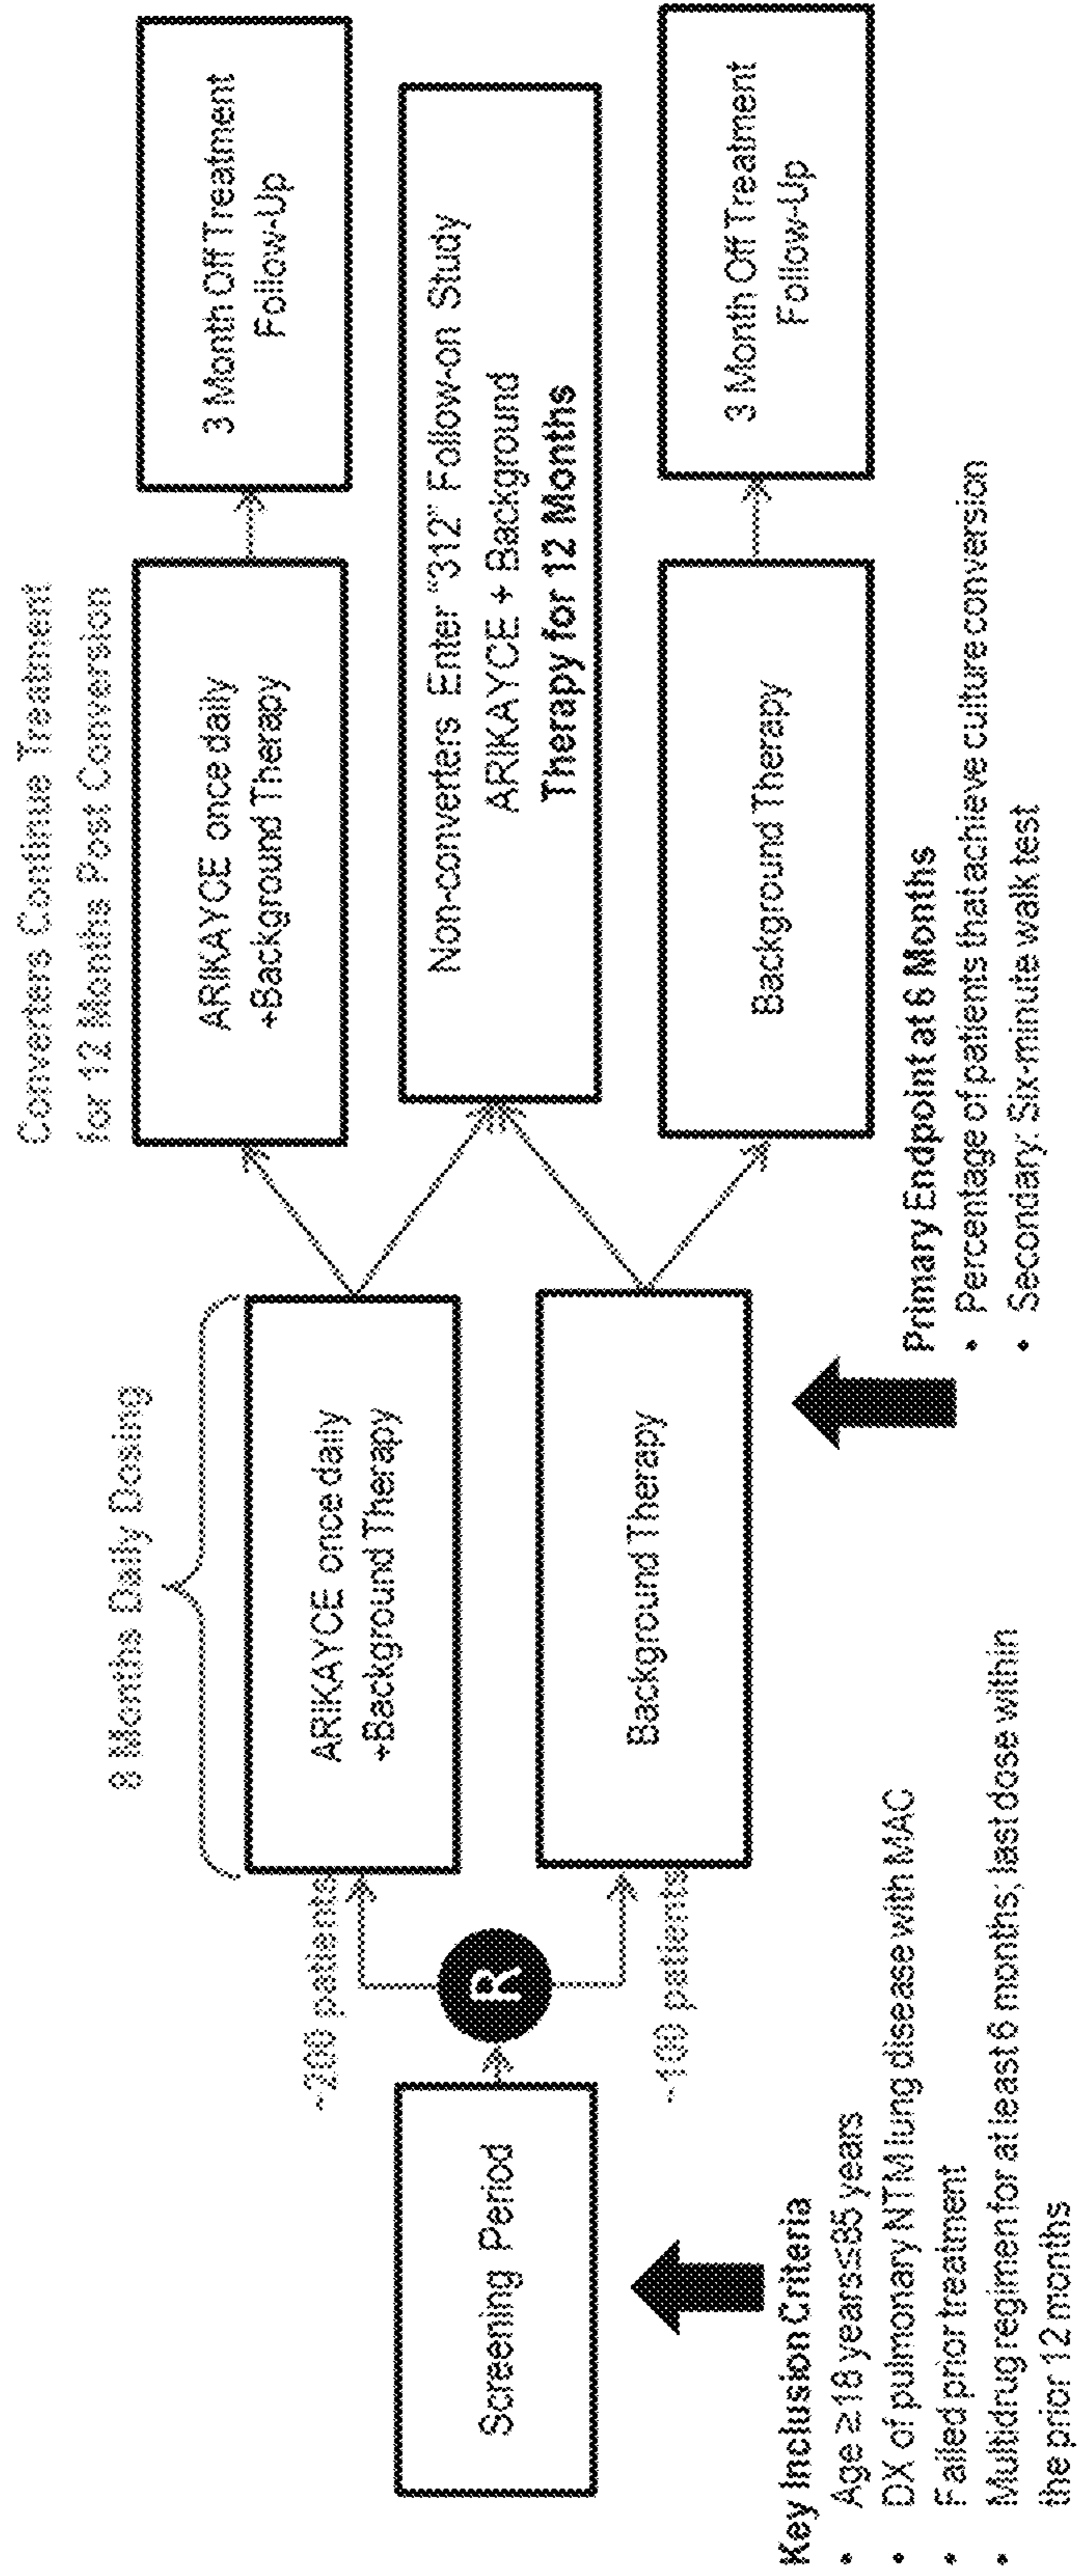 Screening Period
Key Inclusion Criteria
• Age ≥18 years≤85 years
• DX of pulmonary NTM lung disease with MAC
• Failed prior treatment
• Multidrug regimen for at least 6 months; last dose within
the prior 12 months
R
~200 patients
~100 patients
8 Months Daily Dosing
ARIKAYCE once daily
+Background Therapy
Background Therapy
Primary Endpoint at 6 Months
• Percentage of patients that achieve culture conversion
• Secondary: Six-minute walk test
Converters Continue Treatment
for 12 Months Post Conversion
ARIKAYCE once daily
+Background Therapy
Non-converters Enter "312" Follow-on Study
ARIKAYCE + Background
Therapy for 12 Months
Background Therapy
3 Month Off Treatment
Follow-Up
3 Month Off Treatment
Follow-Up